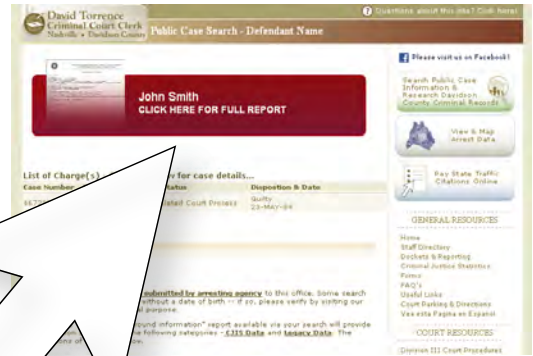 Questions about this site? Click here!
David Torrence
Criminal Court Clerk
Nashville • Davidson County
Public Case Search - Defendant Name
Please visit us on Facebook!
John Smith
CLICK HERE FOR FULL REPORT
Search Public Case
Information &
Research Davidson
County Criminal Records
View & Map
Arrest Data
Pay State Traffic
Citations Online
List of Charge(s)
for case details...
Case Number
Status
Disposition & Date
Court Process
Guilty
23-MAY-04
GENERAL RESOURCES
Home
Staff Directory
Dockets & Reporting
Criminal Justice Statistics
Forms
FAQ's
Useful Links
Court Parking & Directions
Vea esta Pagina en Espanol
submitted by arresting agency to this office. Some search
without a date of birth -- if so, please verify by visiting our
purpose.
information" report available via your search will provide
following categories - CJIS Data and Legacy Data. The
COURT RESOURCES
Division III Court Procedures